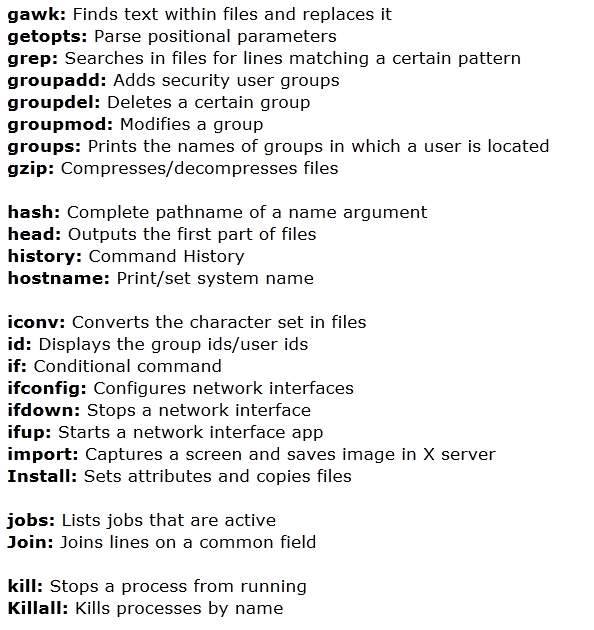 gawk: Finds text within files and replaces it
getopts: Parse positional parameters
grep: Searches in files for lines matching a certain pattern
groupadd: Adds security user groups
groupdel: Deletes a certain group
groupmod: Modifies a group
groups: Prints the names of groups in which a user is located
gzip: Compresses/decompresses files
hash: Complete pathname of a name argument
head: Outputs the first part of files
history: Command History
hostname: Print/set system name
iconv: Converts the character set in files
id: Displays the group ids/user ids
if: Conditional command
ifconfig: Configures network interfaces
ifdown: Stops a network interface
ifup: Starts a network interface app
import: Captures a screen and saves image in X server
Install: Sets attributes and copies files
jobs: Lists jobs that are active
Join: Joins lines on a common field
kill: Stops a process from running
Killall: Kills processes by name